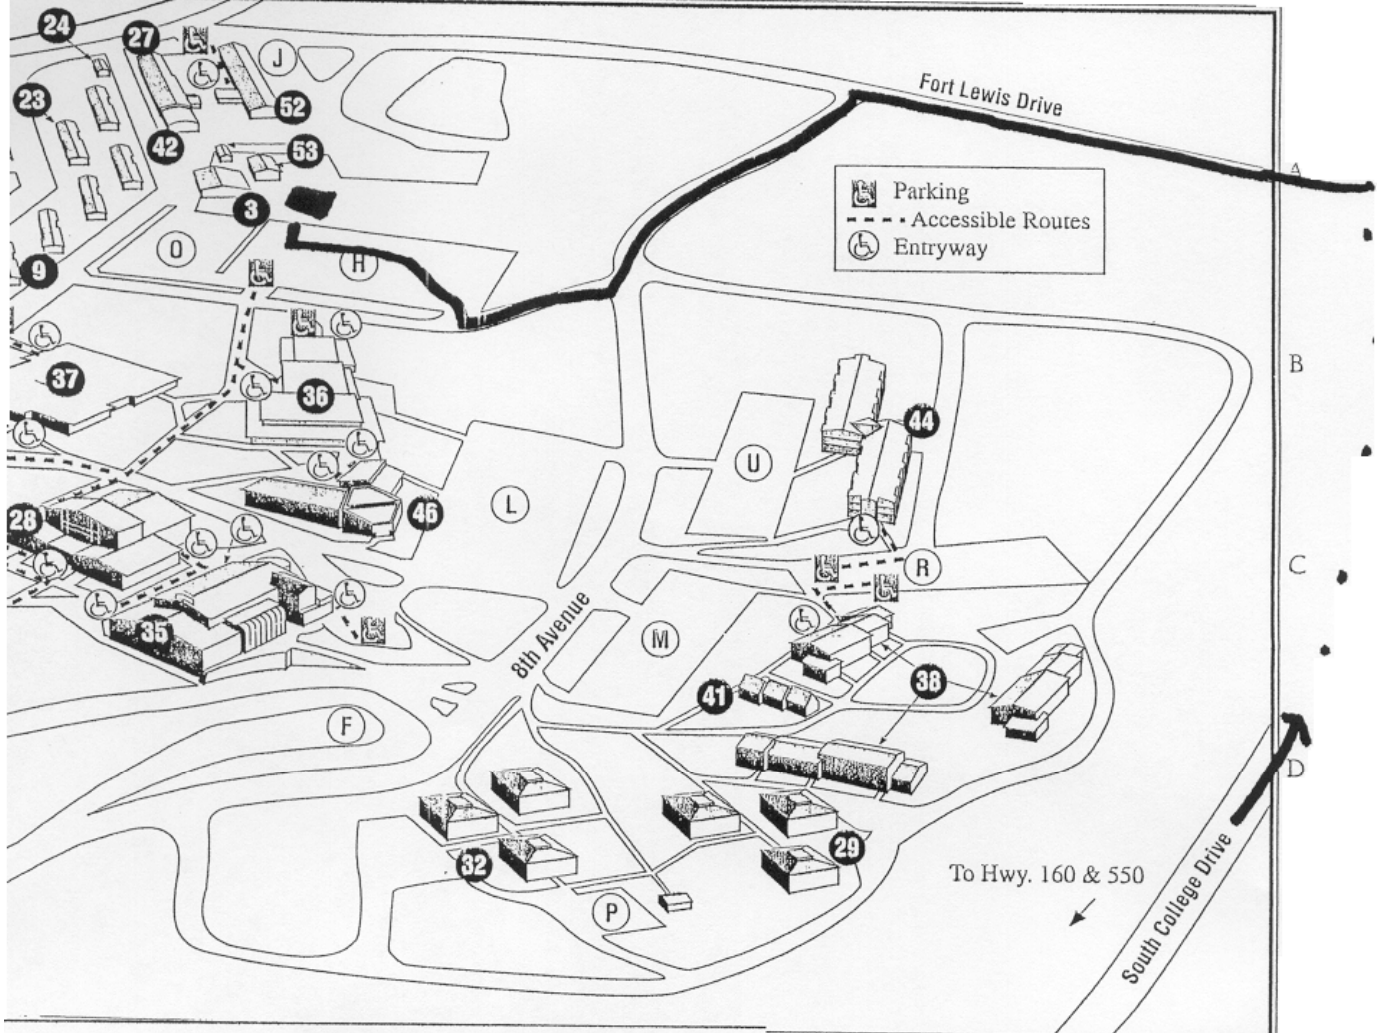 24
27
J
23
52
42
53
3
Fort Lewis Drive
A
Parking
Accessible Routes
Entryway
O
H
9
37
36
B
44
U
L
46
28
C
R
35
8th Avenue
M
41
38
F
D
32
29
To Hwy. 160 & 550
P
South College Drive